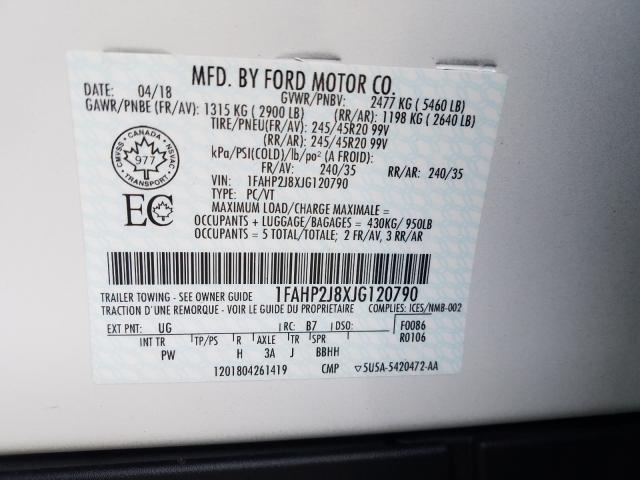 MFD. BY FORD MOTOR CO.
DATE: 04/18 GVWR/PNBV: 2477 KG ( 5460 LB)
GAWR/PNBE (FR/AV): 1315 KG ( 2900 LB) (RR/AR): 1198 KG ( 2640 LB)
TIRE/PNEU(FR/AV): 245/45R20 99V
(RR/AR): 245/45R20 99V
kPa/PSI(COLD)/lb/po² (A FROID):
FR/AV: 240/35 RR/AR: 240/35
CMVSS - CANADA - NSVAC
977
TRANSPORT
EC
VIN: 1FAHP2J8XJG120790
TYPE: PC/VT
MAXIMUM LOAD/CHARGE MAXIMALE =
OCCUPANTS + LUGGAGE/BAGAGES = 430KG/ 950LB
OCCUPANTS = 5 TOTAL/TOTALE; 2 FR/AV, 3 RR/AR
TRAILER TOWING - SEE OWNER GUIDE 1FAHP2J8XJG120790
TRACTION D'UNE REMORQUE - VOIR LE GUIDE DU PROPRIETAIRE COMPLIES: ICES/NMB-002
EXT PNT: UG RC: B7 DSO: F0086
INT TR TP/PS R AXLE TR SPR R0106
PW H 3A J BBHH
1201804261419 CMP 5U5A-5420472-AA